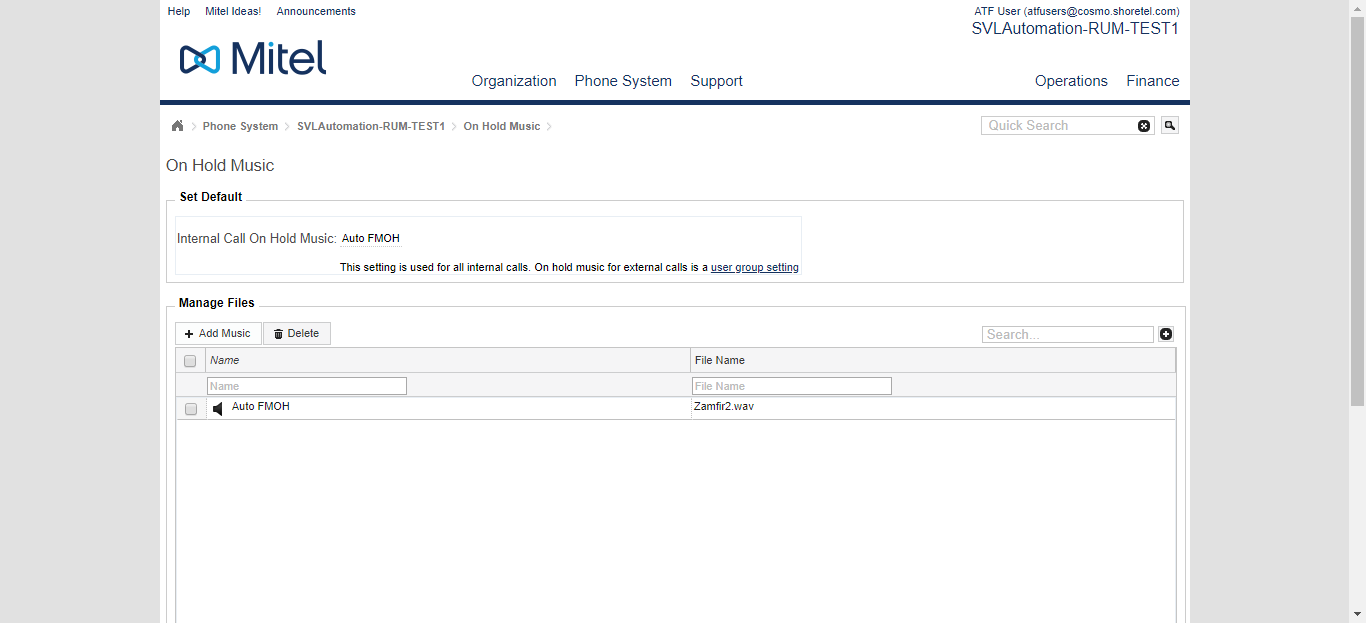 Help Mitel Ideas! Announcements
ATF User (atfusers@cosmo.shoretel.com)
SVLAutomation-RUM-TEST1
Mitel
Organization Phone System Support Operations Finance
Phone System SVLAutomation-RUM-TEST1 On Hold Music
Quick Search
On Hold Music
Set Default
Internal Call On Hold Music: Auto FMOH
This setting is used for all internal calls. On hold music for external calls is a user group setting
Manage Files
Add Music Delete
Search...
Name File Name
Name File Name
Auto FMOH Zamfir2.wav